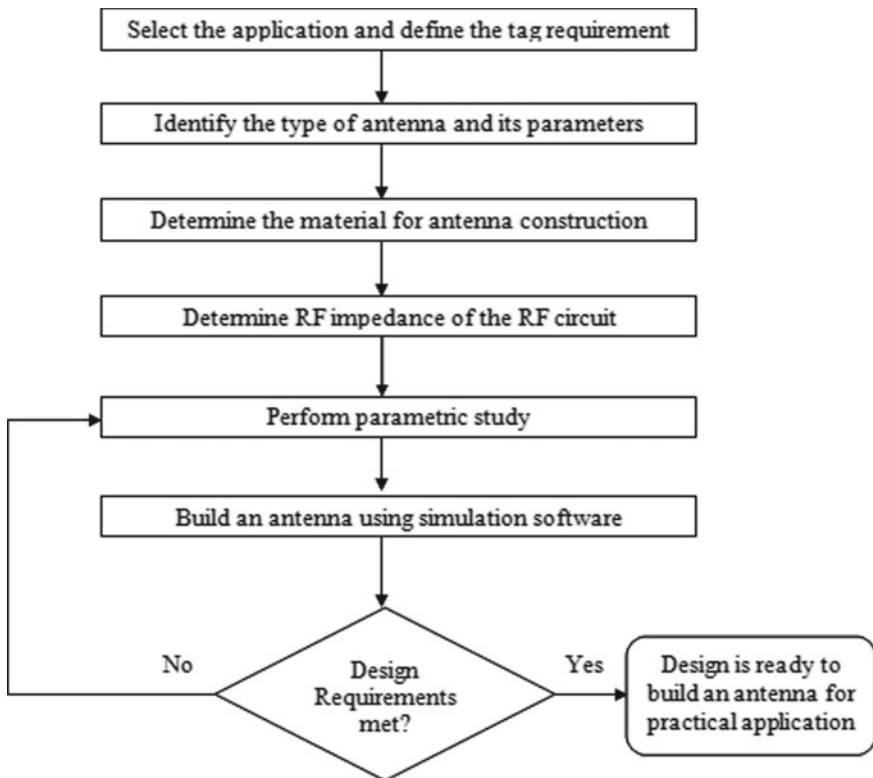 Select the application and define the tag requirement
Identify the type of antenna and its parameters
Determine the material for antenna construction
Determine RF impedance of the RF circuit
Perform parametric study
Build an antenna using simulation software
No
Design
Requirements
met?
Yes
Design is ready to
build an antenna for
practical application